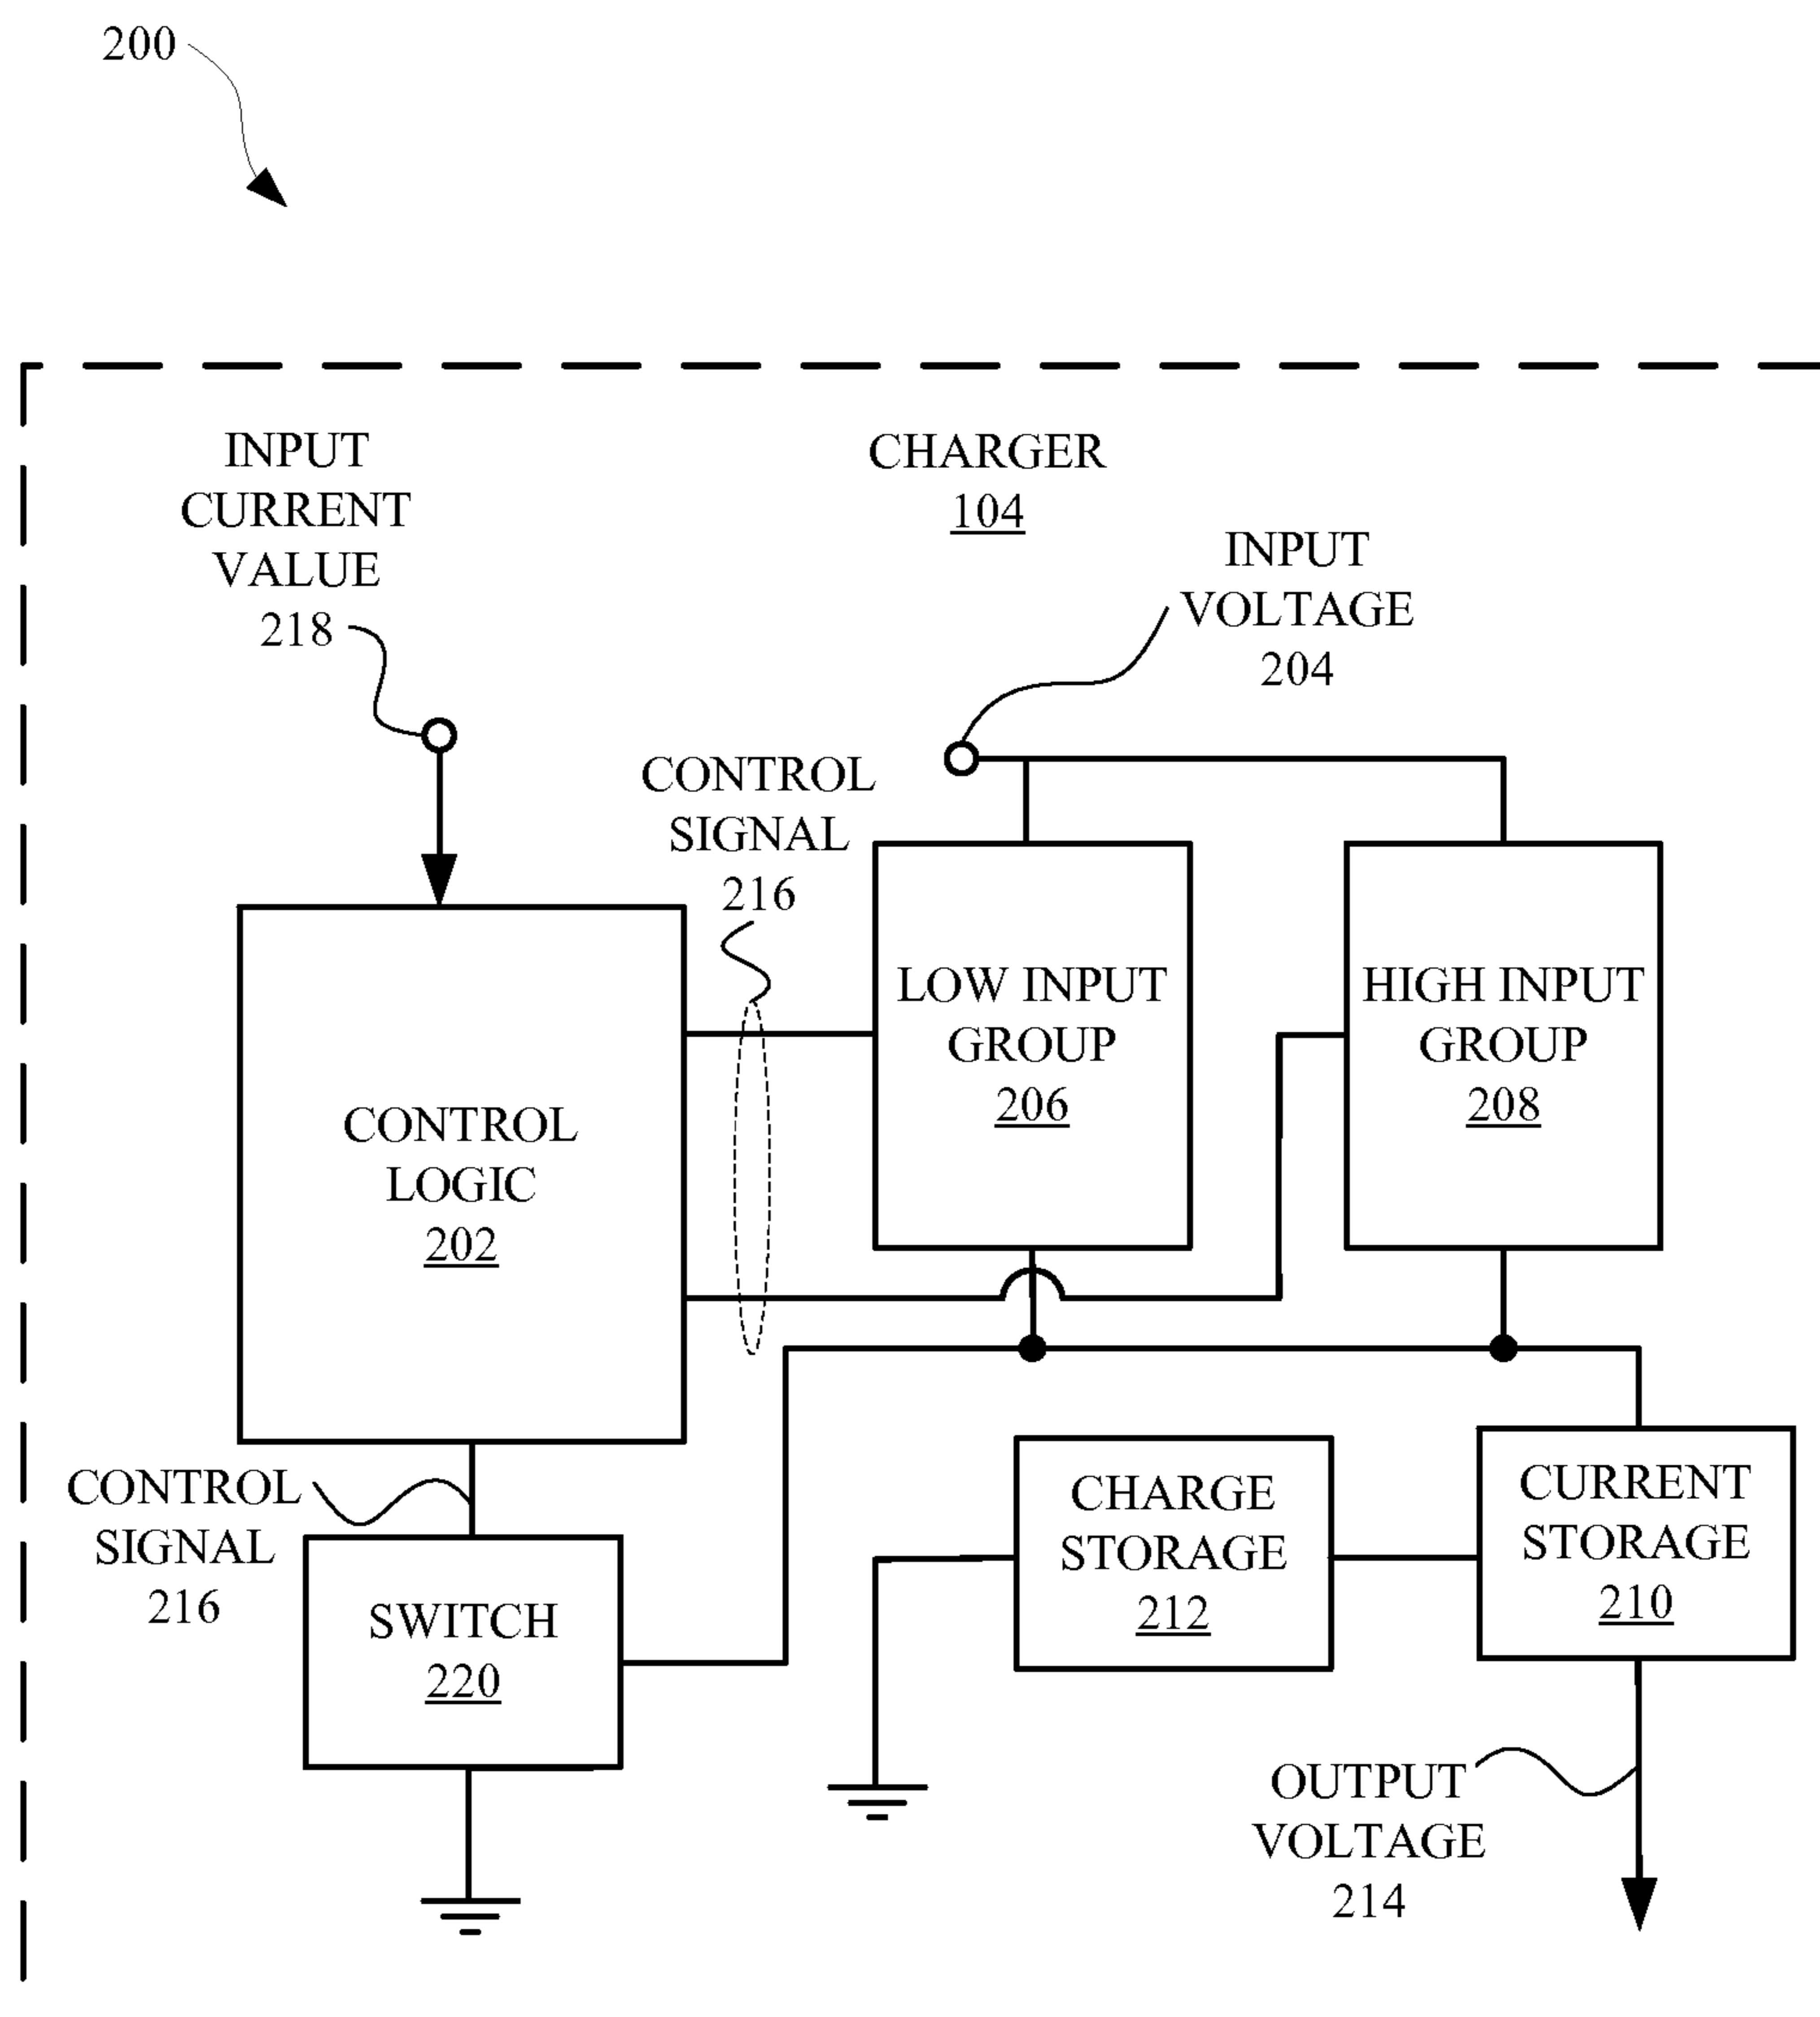 200
INPUT
CURRENT
VALUE
218
CHARGER
104
INPUT
VOLTAGE
204
CONTROL
SIGNAL
216
LOW INPUT
GROUP
206
HIGH INPUT
GROUP
208
CONTROL
LOGIC
202
CONTROL
SIGNAL
216
SWITCH
220
CHARGE
STORAGE
212
CURRENT
STORAGE
210
OUTPUT
VOLTAGE
214